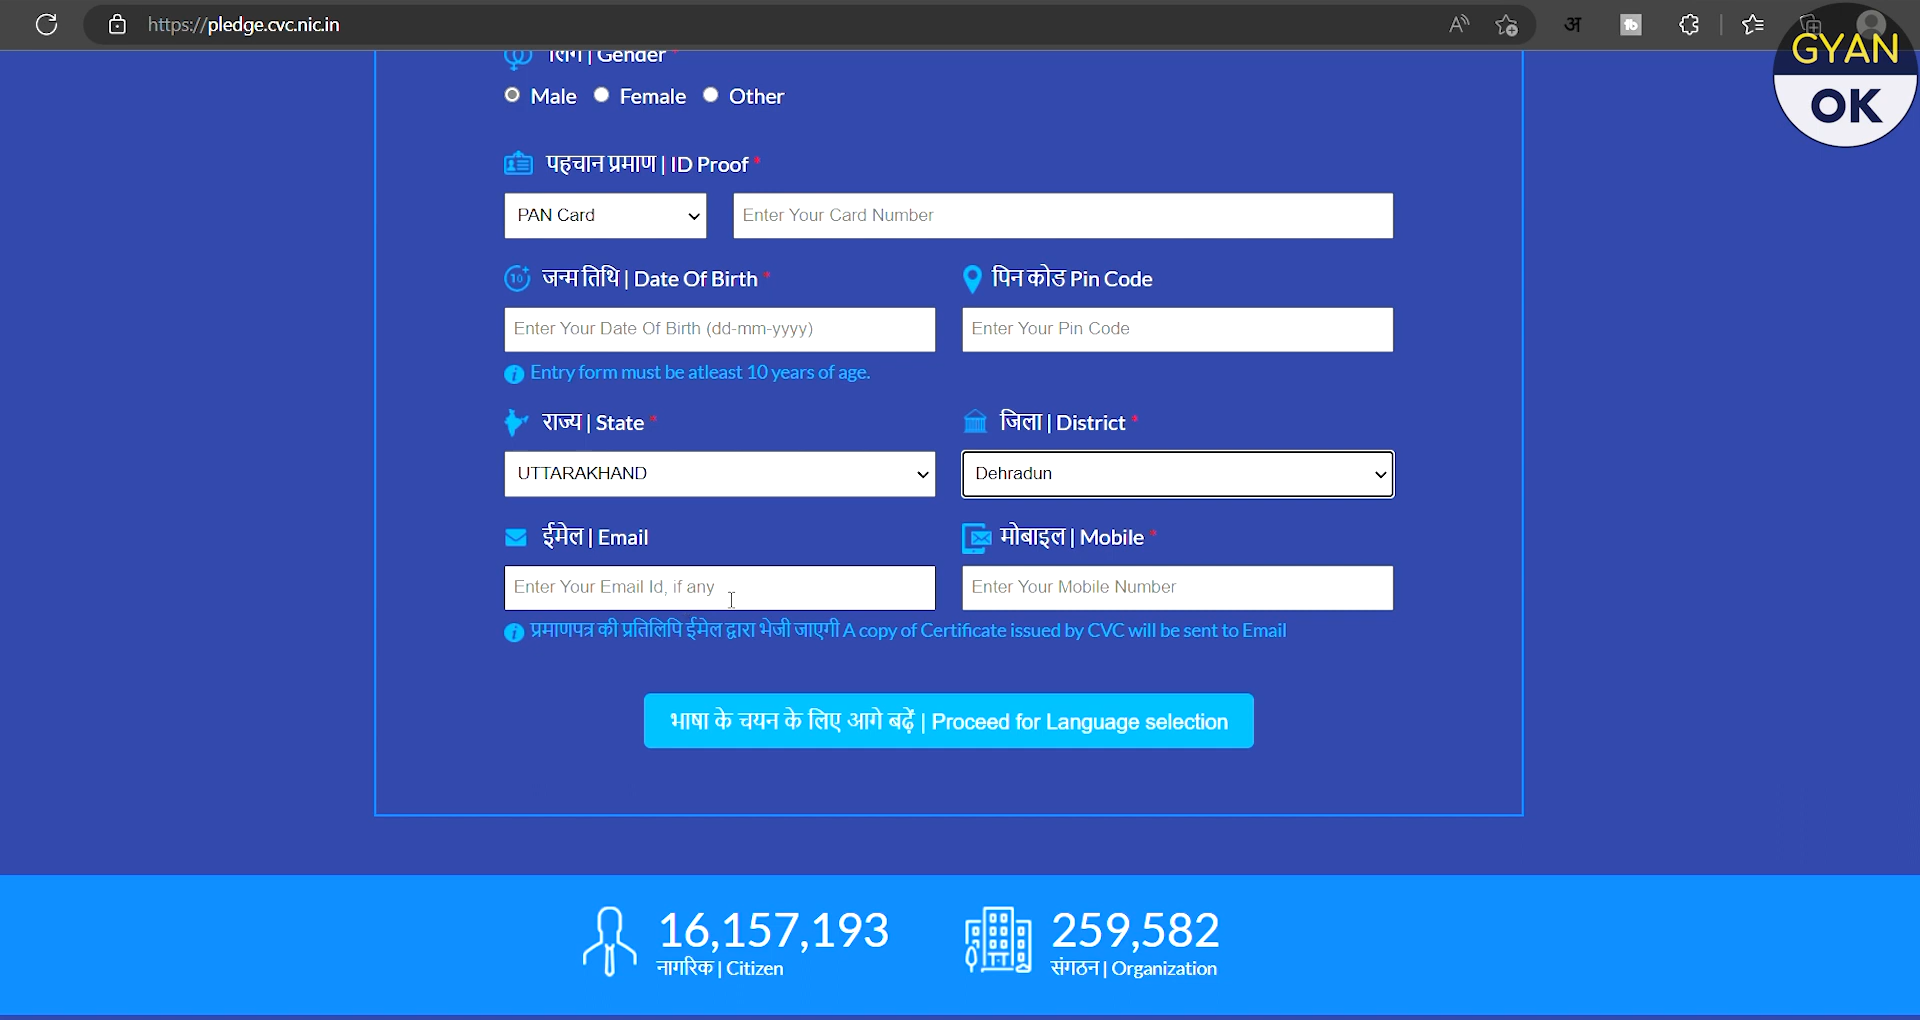 https://pledge.cvc.nic.in
GYAN
OK
लिंग | Gender *
Male Female Other
पहचान प्रमाण | ID Proof *
PAN Card Enter Your Card Number
जन्म तिथि | Date Of Birth * पिन कोड Pin Code
Enter Your Date Of Birth (dd-mm-yyyy) Enter Your Pin Code
Entry form must be atleast 10 years of age.
राज्य | State * जिला | District *
UTTARAKHAND Dehradun
ईमेल | Email मोबाइल | Mobile *
Enter Your Email Id, if any Enter Your Mobile Number
प्रमाणपत्र की प्रतिलिपि ईमेल द्वारा भेजी जाएगी A copy of Certificate issued by CVC will be sent to Email
भाषा के चयन के लिए आगे बढ़ें | Proceed for Language selection
16,157,193 259,582
नागरिक | Citizen संगठन | Organization